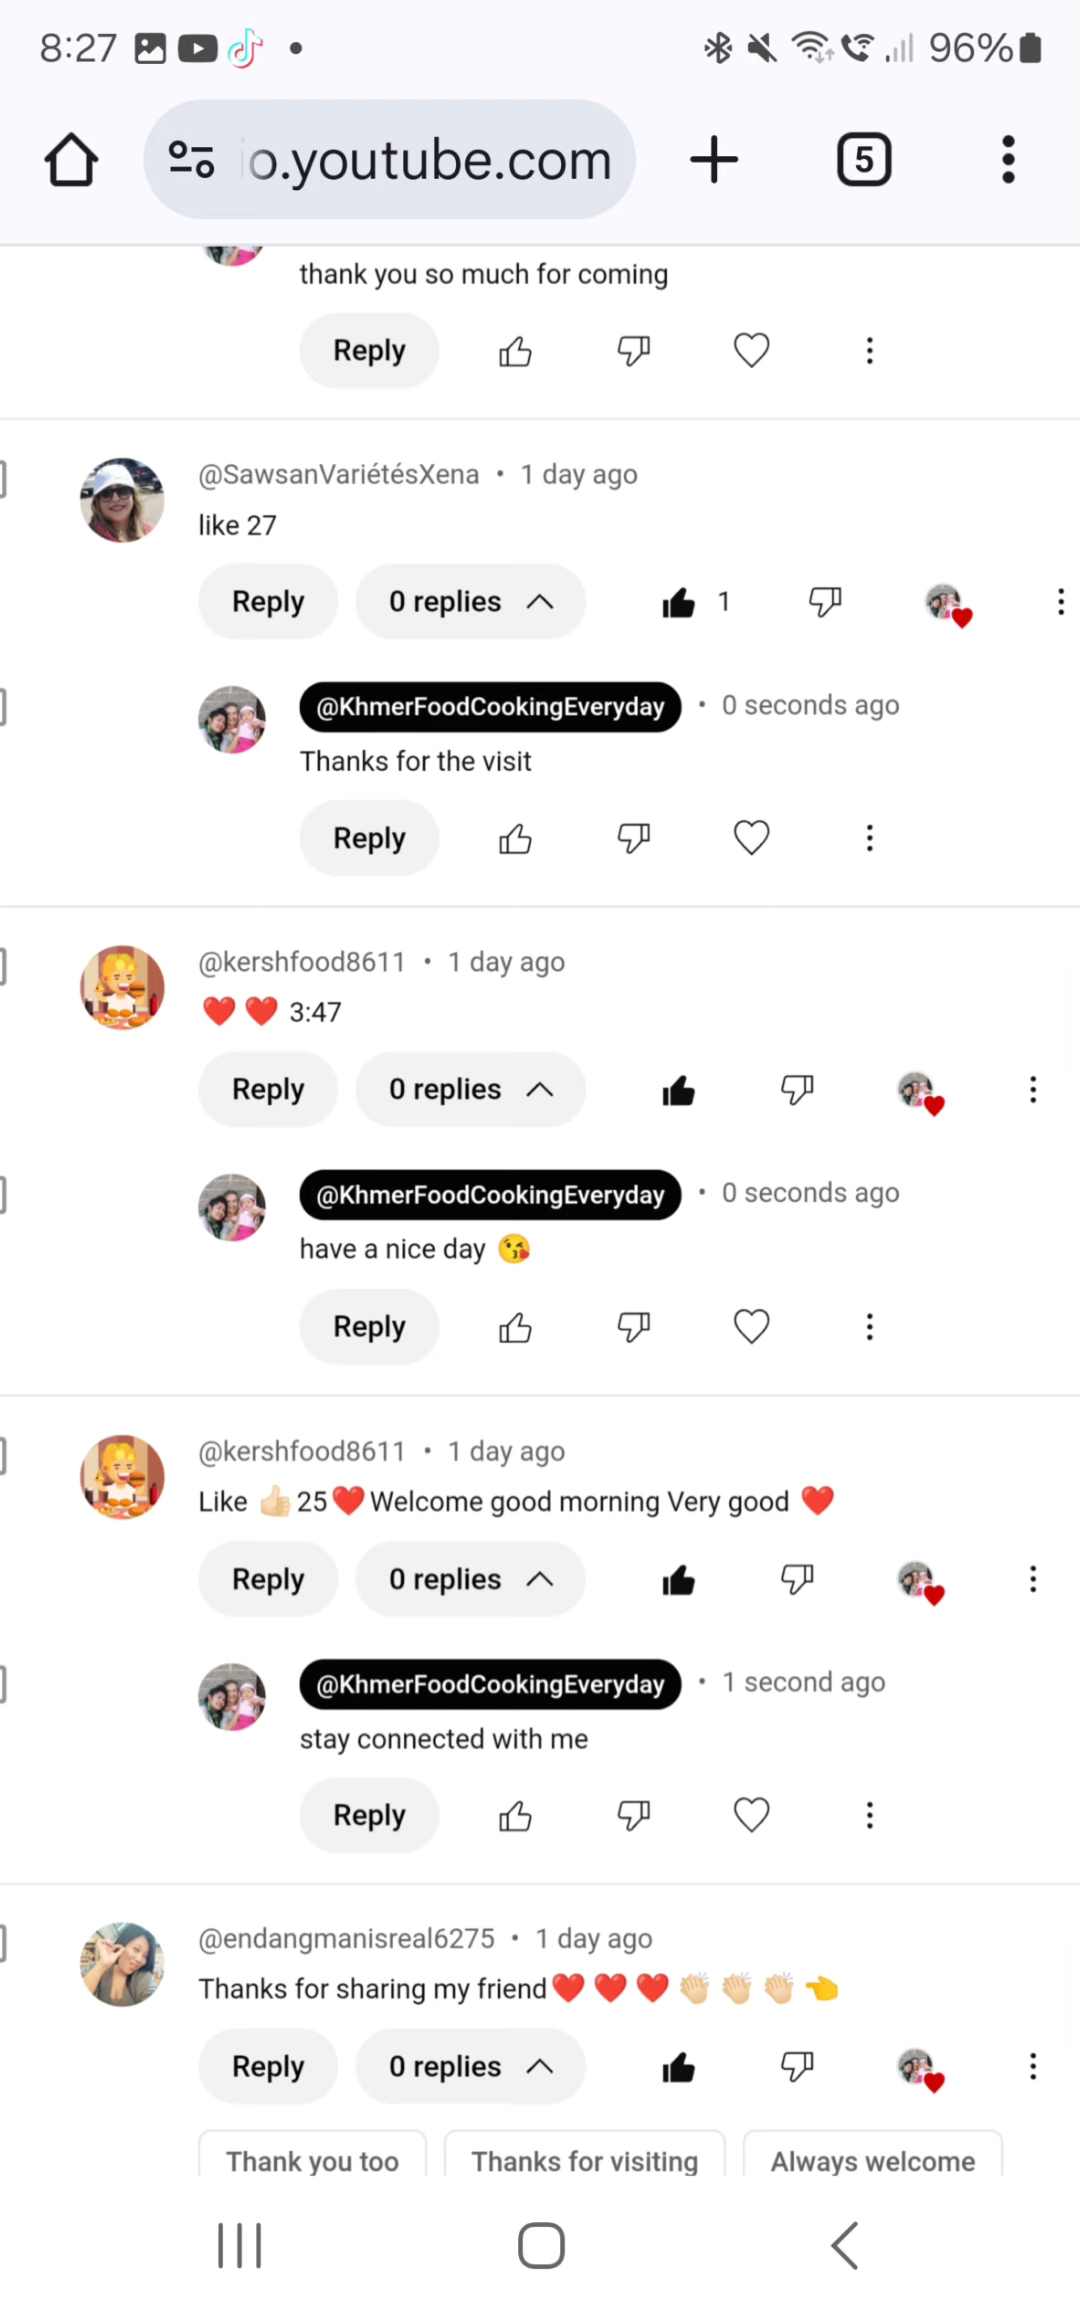 8:27
96%
o.youtube.com
5
thank you so much for coming
Reply
@SawsanVariétésXena • 1 day ago
like 27
Reply
0 replies
1
@KhmerFoodCookingEveryday • 0 seconds ago
Thanks for the visit
Reply
@kershfood8611 • 1 day ago
❤️❤️ 3:47
Reply
0 replies
@KhmerFoodCookingEveryday • 0 seconds ago
have a nice day 😘
Reply
@kershfood8611 • 1 day ago
Like 👍🏻25❤️Welcome good morning Very good ❤️
Reply
0 replies
@KhmerFoodCookingEveryday • 1 second ago
stay connected with me
Reply
@endangmanisreal6275 • 1 day ago
Thanks for sharing my friend❤️❤️❤️👏🏻👏🏻👏🏻👈
Reply
0 replies
Thank you too
Thanks for visiting
Always welcome